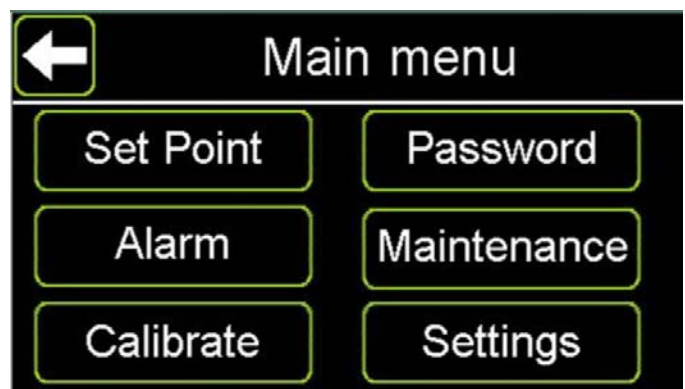 Main menu
Set Point
Password
Alarm
Maintenance
Calibrate
Settings